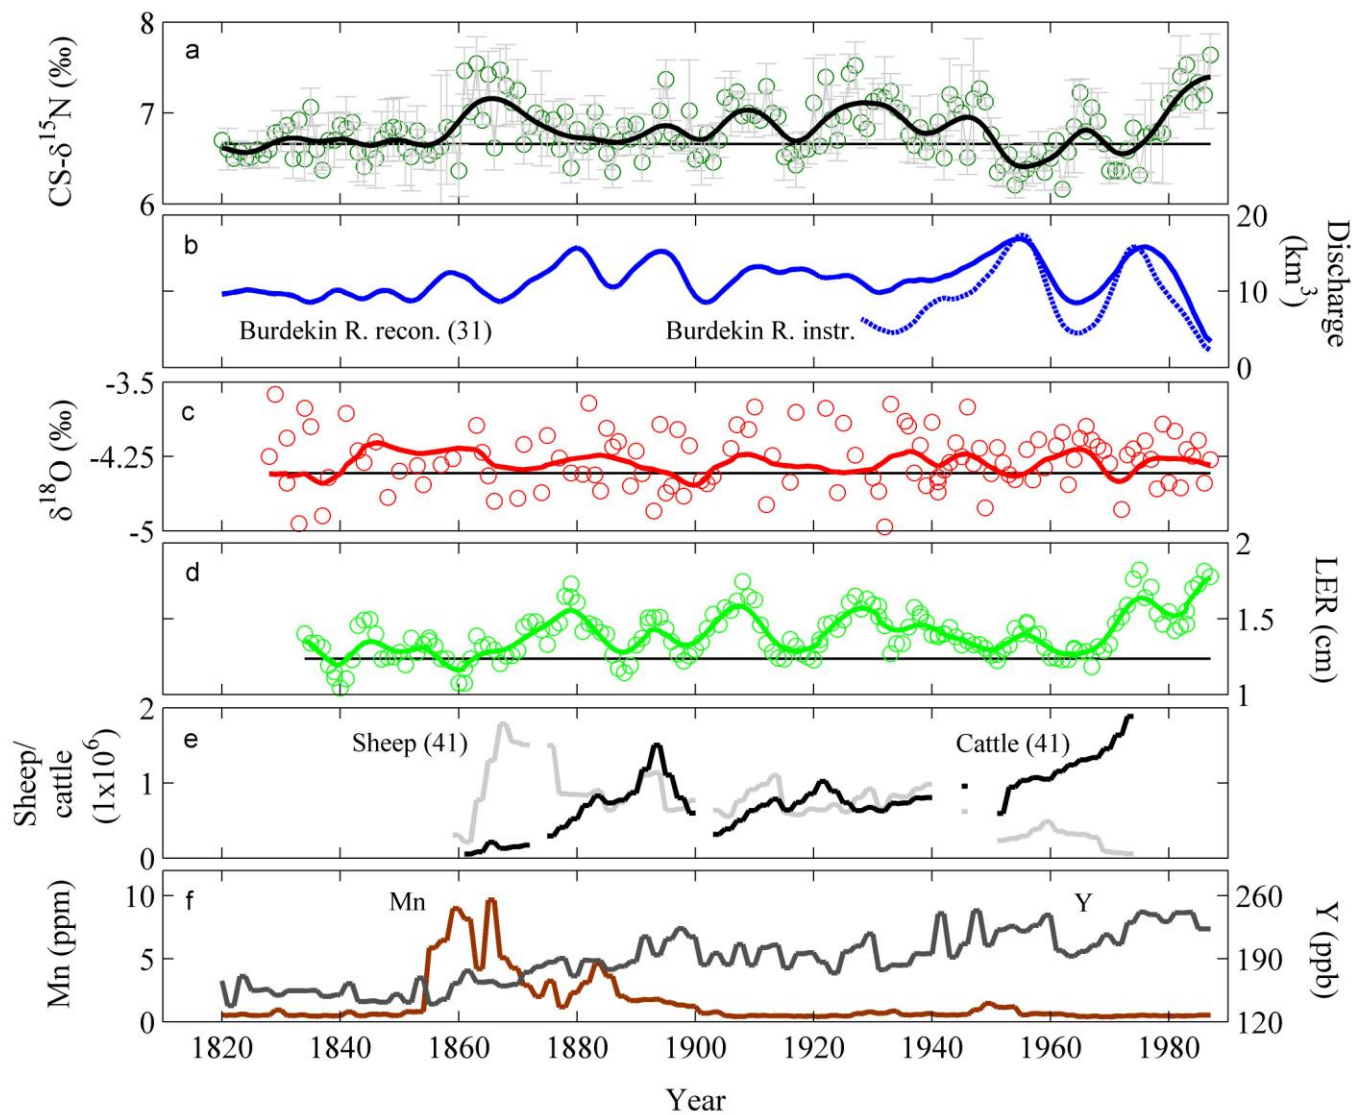 a
8
7
6
CS-δ¹⁵N (‰)
b
20
10
0
Discharge
(km³)
Burdekin R. recon. (31)
Burdekin R. instr.
c
-3.5
-4.25
-5
δ¹⁸O (‰)
d
2
1.5
1
LER (cm)
e
2
1
0
Sheep/
cattle
(1x10⁶)
Sheep (41)
Cattle (41)
f
10
5
0
Mn (ppm)
Mn
Y
260
190
120
Y (ppb)
1820 1840 1860 1880 1900 1920 1940 1960 1980
Year